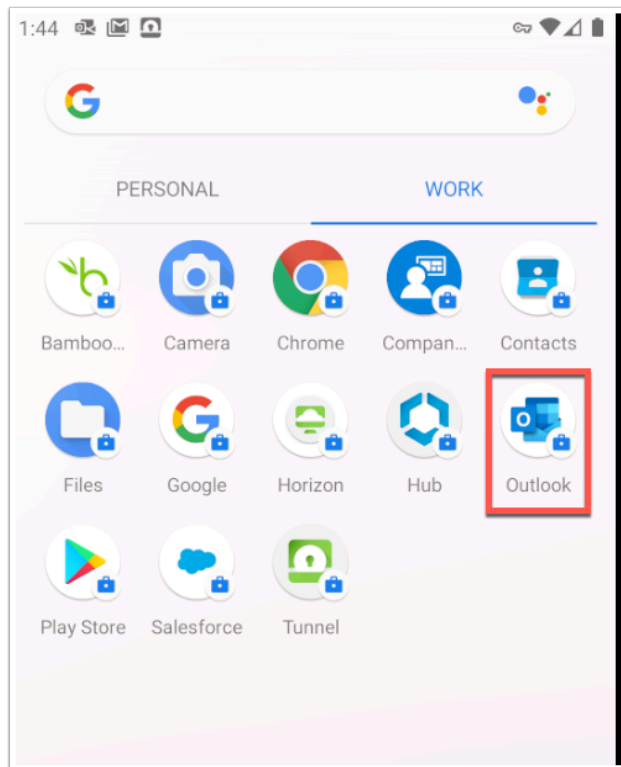 1:44
PERSONAL WORK
Bamboo... Camera Chrome Compan... Contacts
Files Google Horizon Hub Outlook
Play Store Salesforce Tunnel